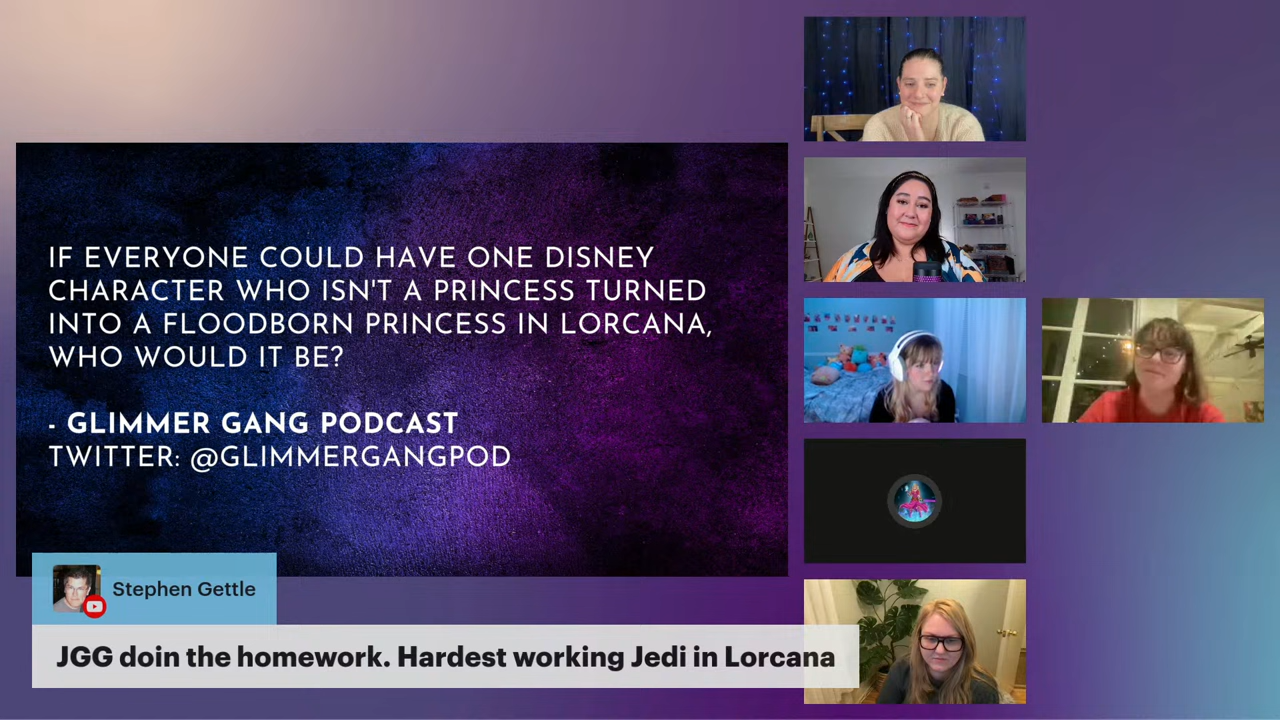 IF EVERYONE COULD HAVE ONE DISNEY
CHARACTER WHO ISN'T A PRINCESS TURNED
INTO A FLOODBORN PRINCESS IN LORCANA,
WHO WOULD IT BE?
- GLIMMER GANG PODCAST
TWITTER: @GLIMMERGANGPOD
Stephen Gettle
JGG doin the homework. Hardest working Jedi in Lorcana